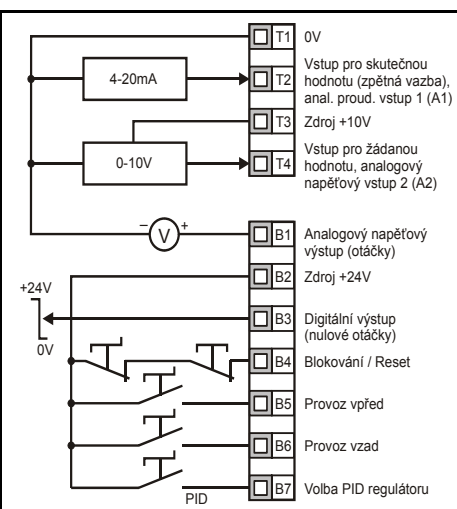 T1 0V
4-20mA
T2 Vstup pro skutečnou
hodnotu (zpětná vazba),
anal. proud. vstup 1 (A1)
T3 Zdroj +10V
0-10V
T4 Vstup pro žádanou
hodnotu, analogový
napěťový vstup 2 (A2)
– V +
B1 Analogový napěťový
výstup (otáčky)
B2 Zdroj +24V
+24V
0V
B3 Digitální výstup
(nulové otáčky)
B4 Blokování / Reset
B5 Provoz vpřed
B6 Provoz vzad
PID
B7 Volba PID regulátoru